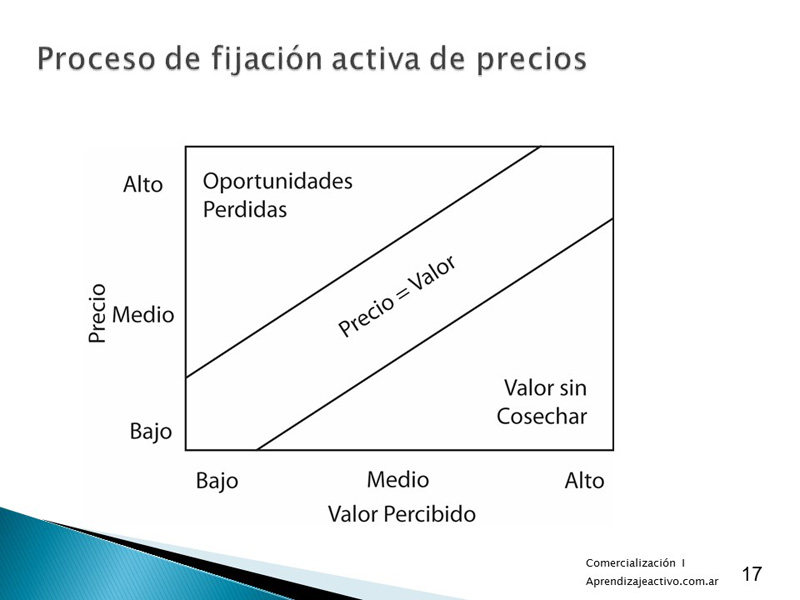 Proceso de fijación activa de precios
Alto
Oportunidades
Perdidas
Precio
Medio
Precio = Valor
Valor sin
Cosechar
Bajo
Bajo
Medio
Alto
Valor Percibido
Comercialización I
Aprendizajeactivo.com.ar
17